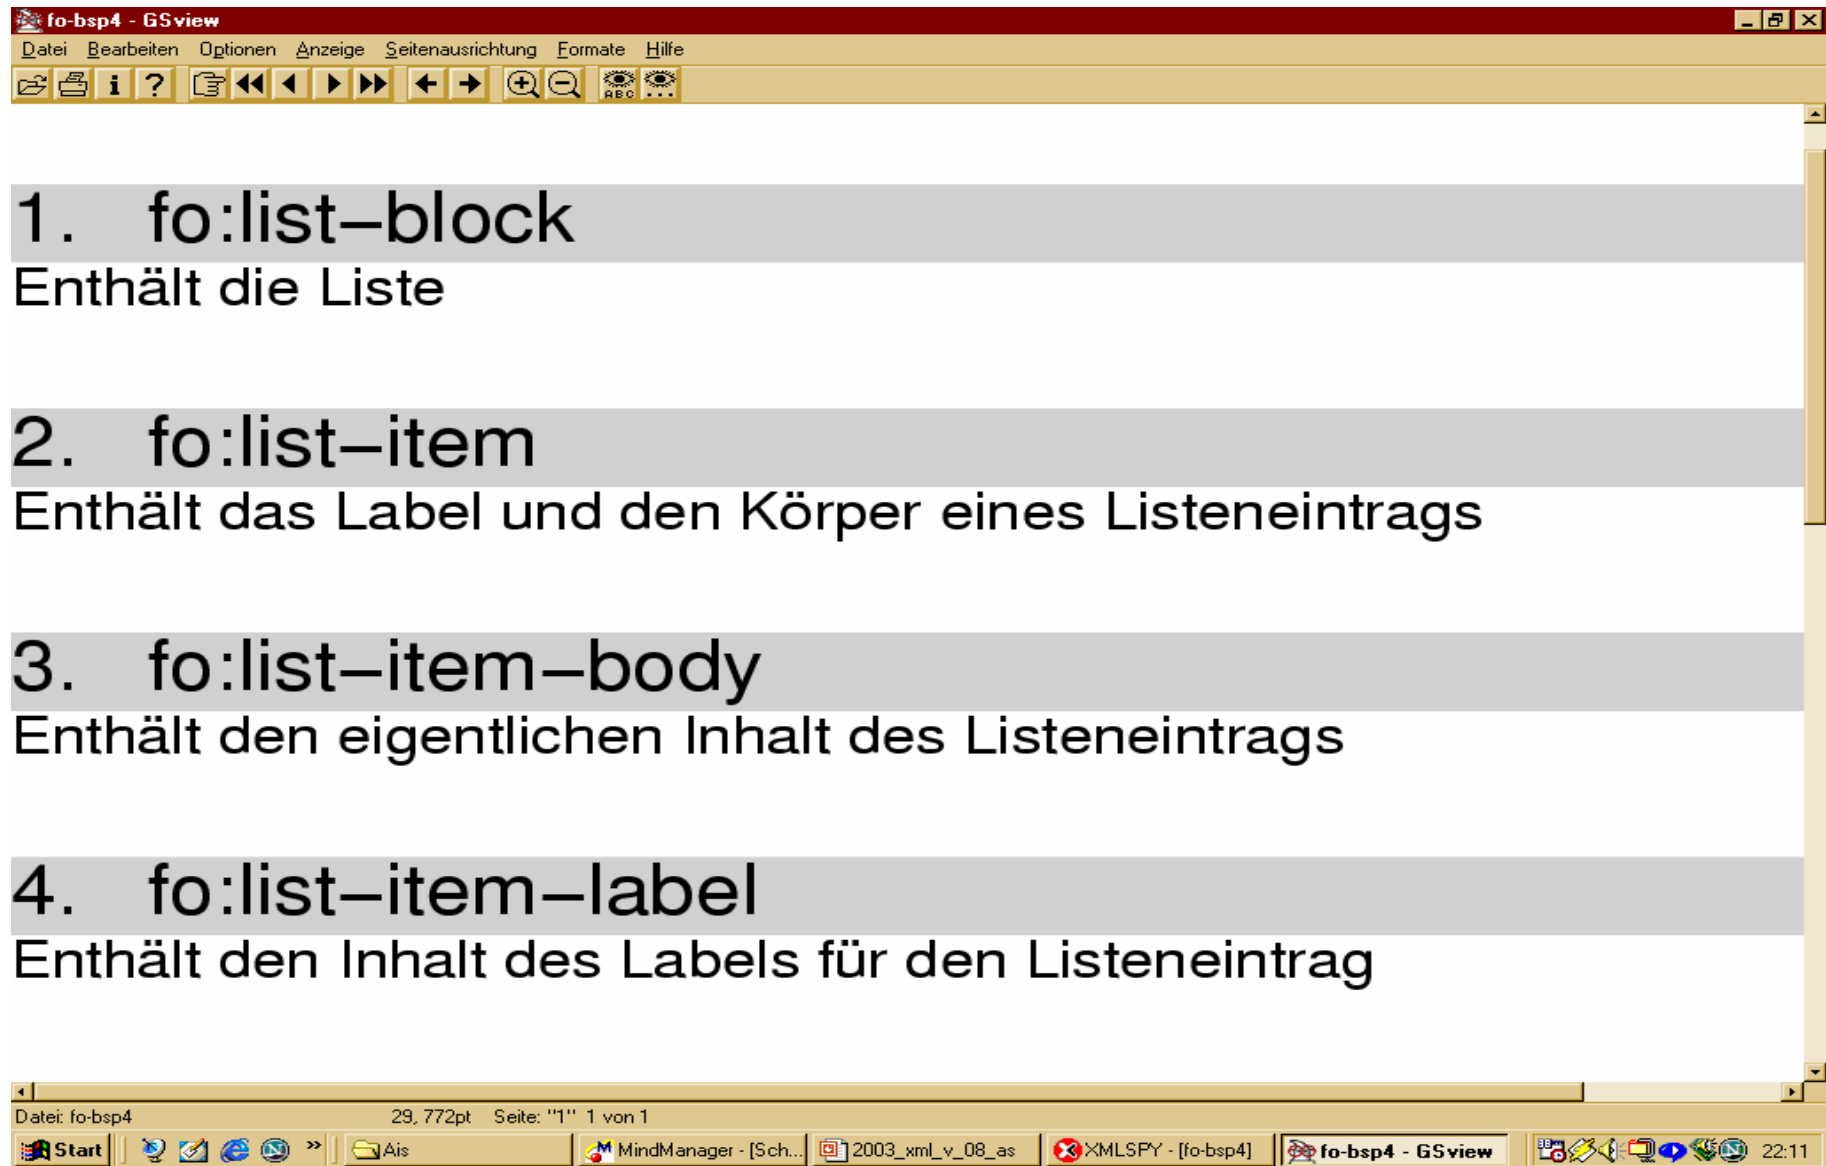 fo-bsp4 - GSview
Datei Bearbeiten Optionen Anzeige Seitenausrichtung Formate Hilfe
i ? ABC
1. fo:list–block
Enthält die Liste
2. fo:list–item
Enthält das Label und den Körper eines Listeneintrags
3. fo:list–item–body
Enthält den eigentlichen Inhalt des Listeneintrags
4. fo:list–item–label
Enthält den Inhalt des Labels für den Listeneintrag
Datei: fo-bsp4 29, 772pt Seite: "1" 1 von 1
Start » Ais MindManager - [Sch... 2003_xml_v_08_as XMLSPY - [fo-bsp4] fo-bsp4 - GSview 22:11